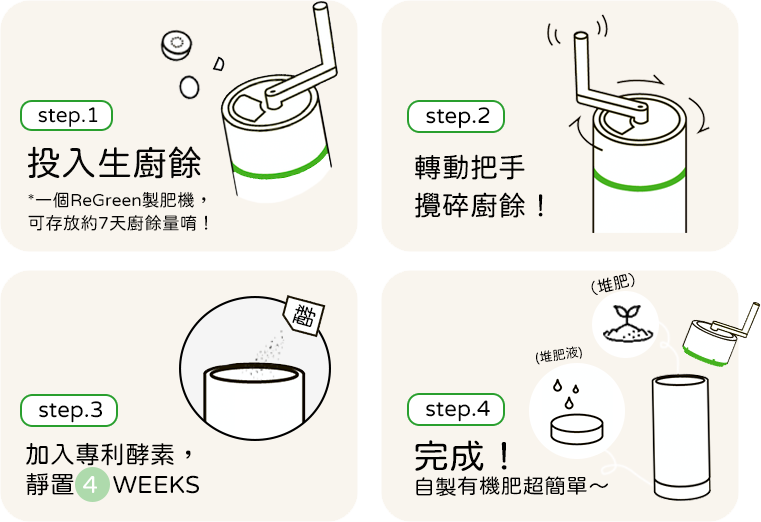 step.1
投入生廚餘
*一個ReGreen製肥機，
可存放約7天廚餘量唷！
step.2
轉動把手
攪碎廚餘！
酵
step.3
加入專利酵素，
靜置 4 WEEKS
（堆肥）
(堆肥液)
step.4
完成！
自製有機肥超簡單～